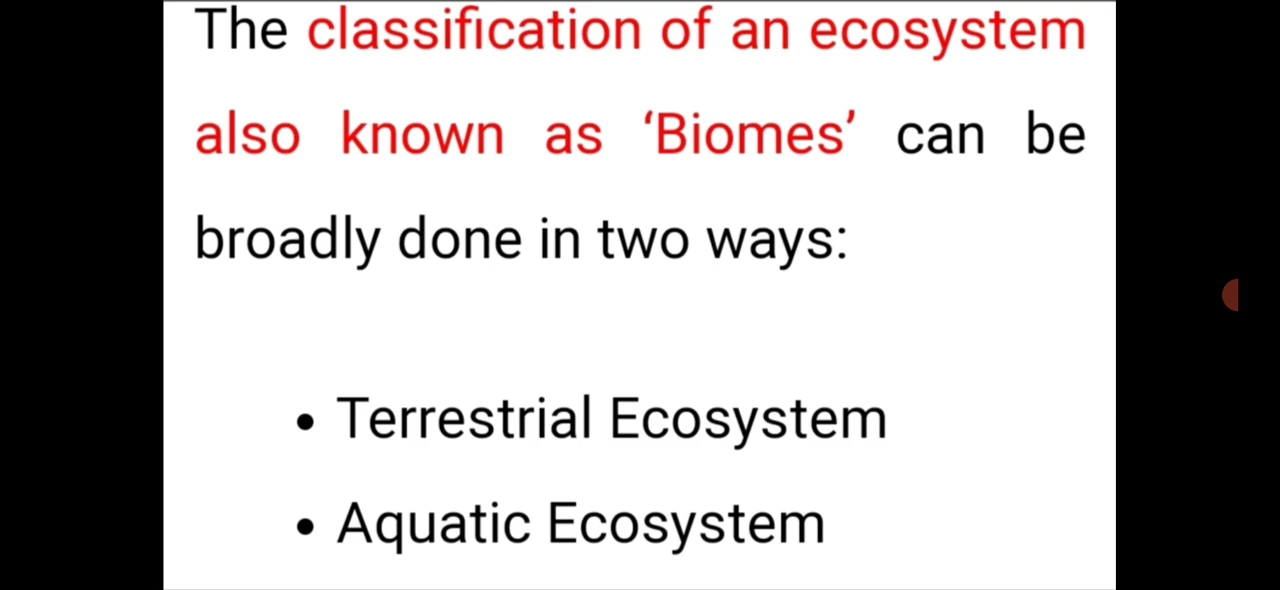 The classification of an ecosystem
also known as ‘Biomes’ can be
broadly done in two ways:
• Terrestrial Ecosystem
• Aquatic Ecosystem